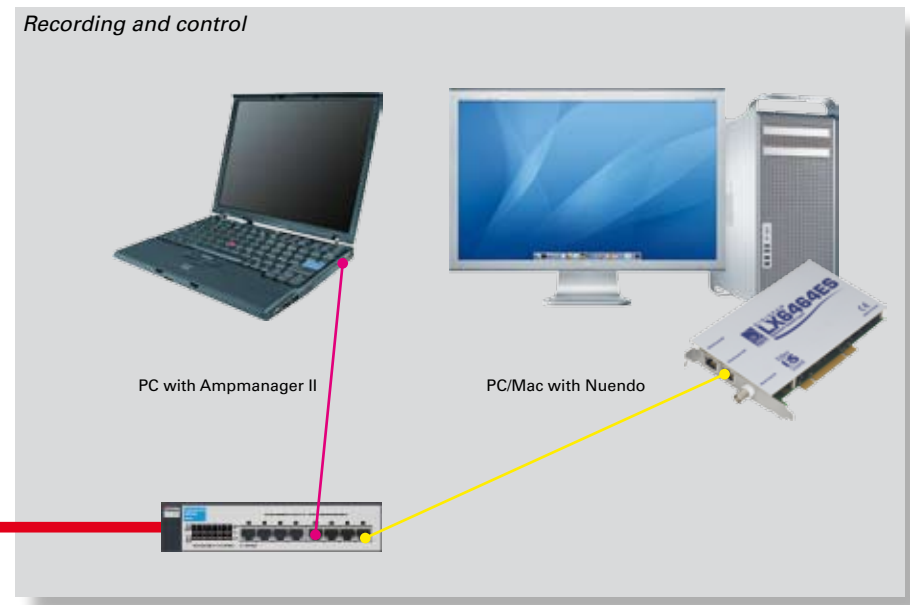 Recording and control
LX6464ES
PC with Ampmanager II
PC/Mac with Nuendo